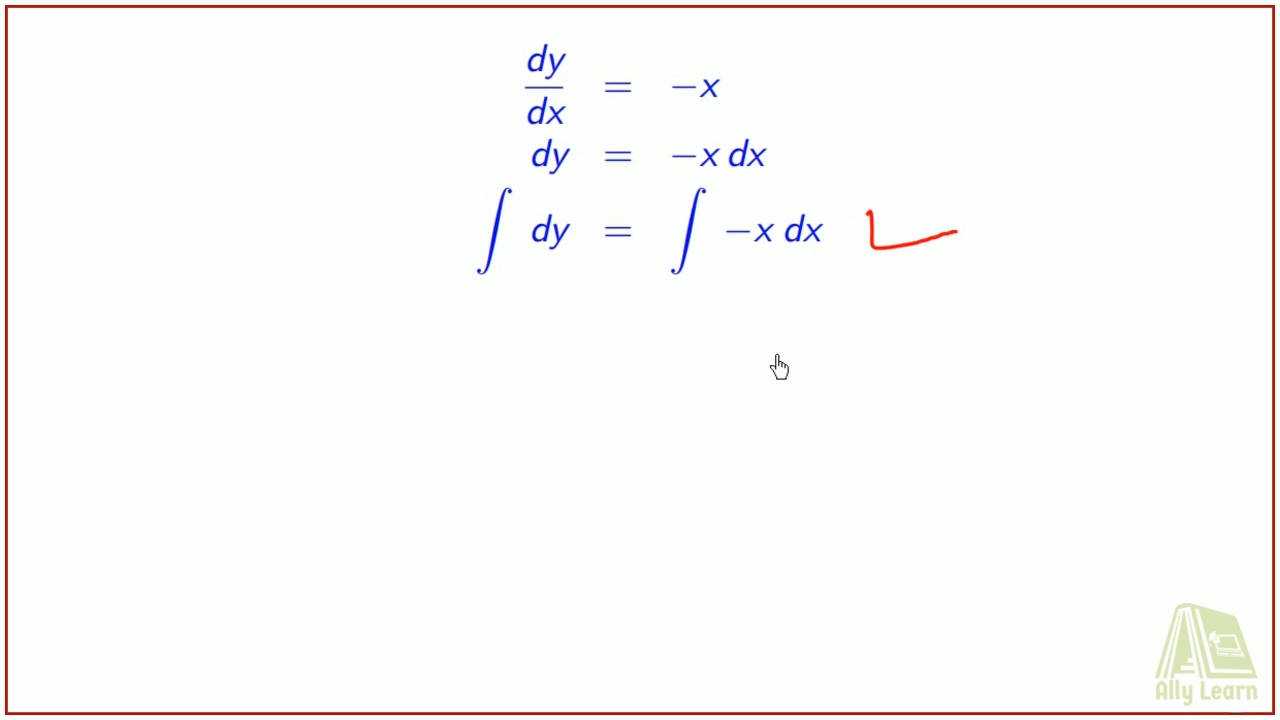 dy/dx = −x
dy = −x dx
∫ dy = ∫ −x dx
Ally Learn